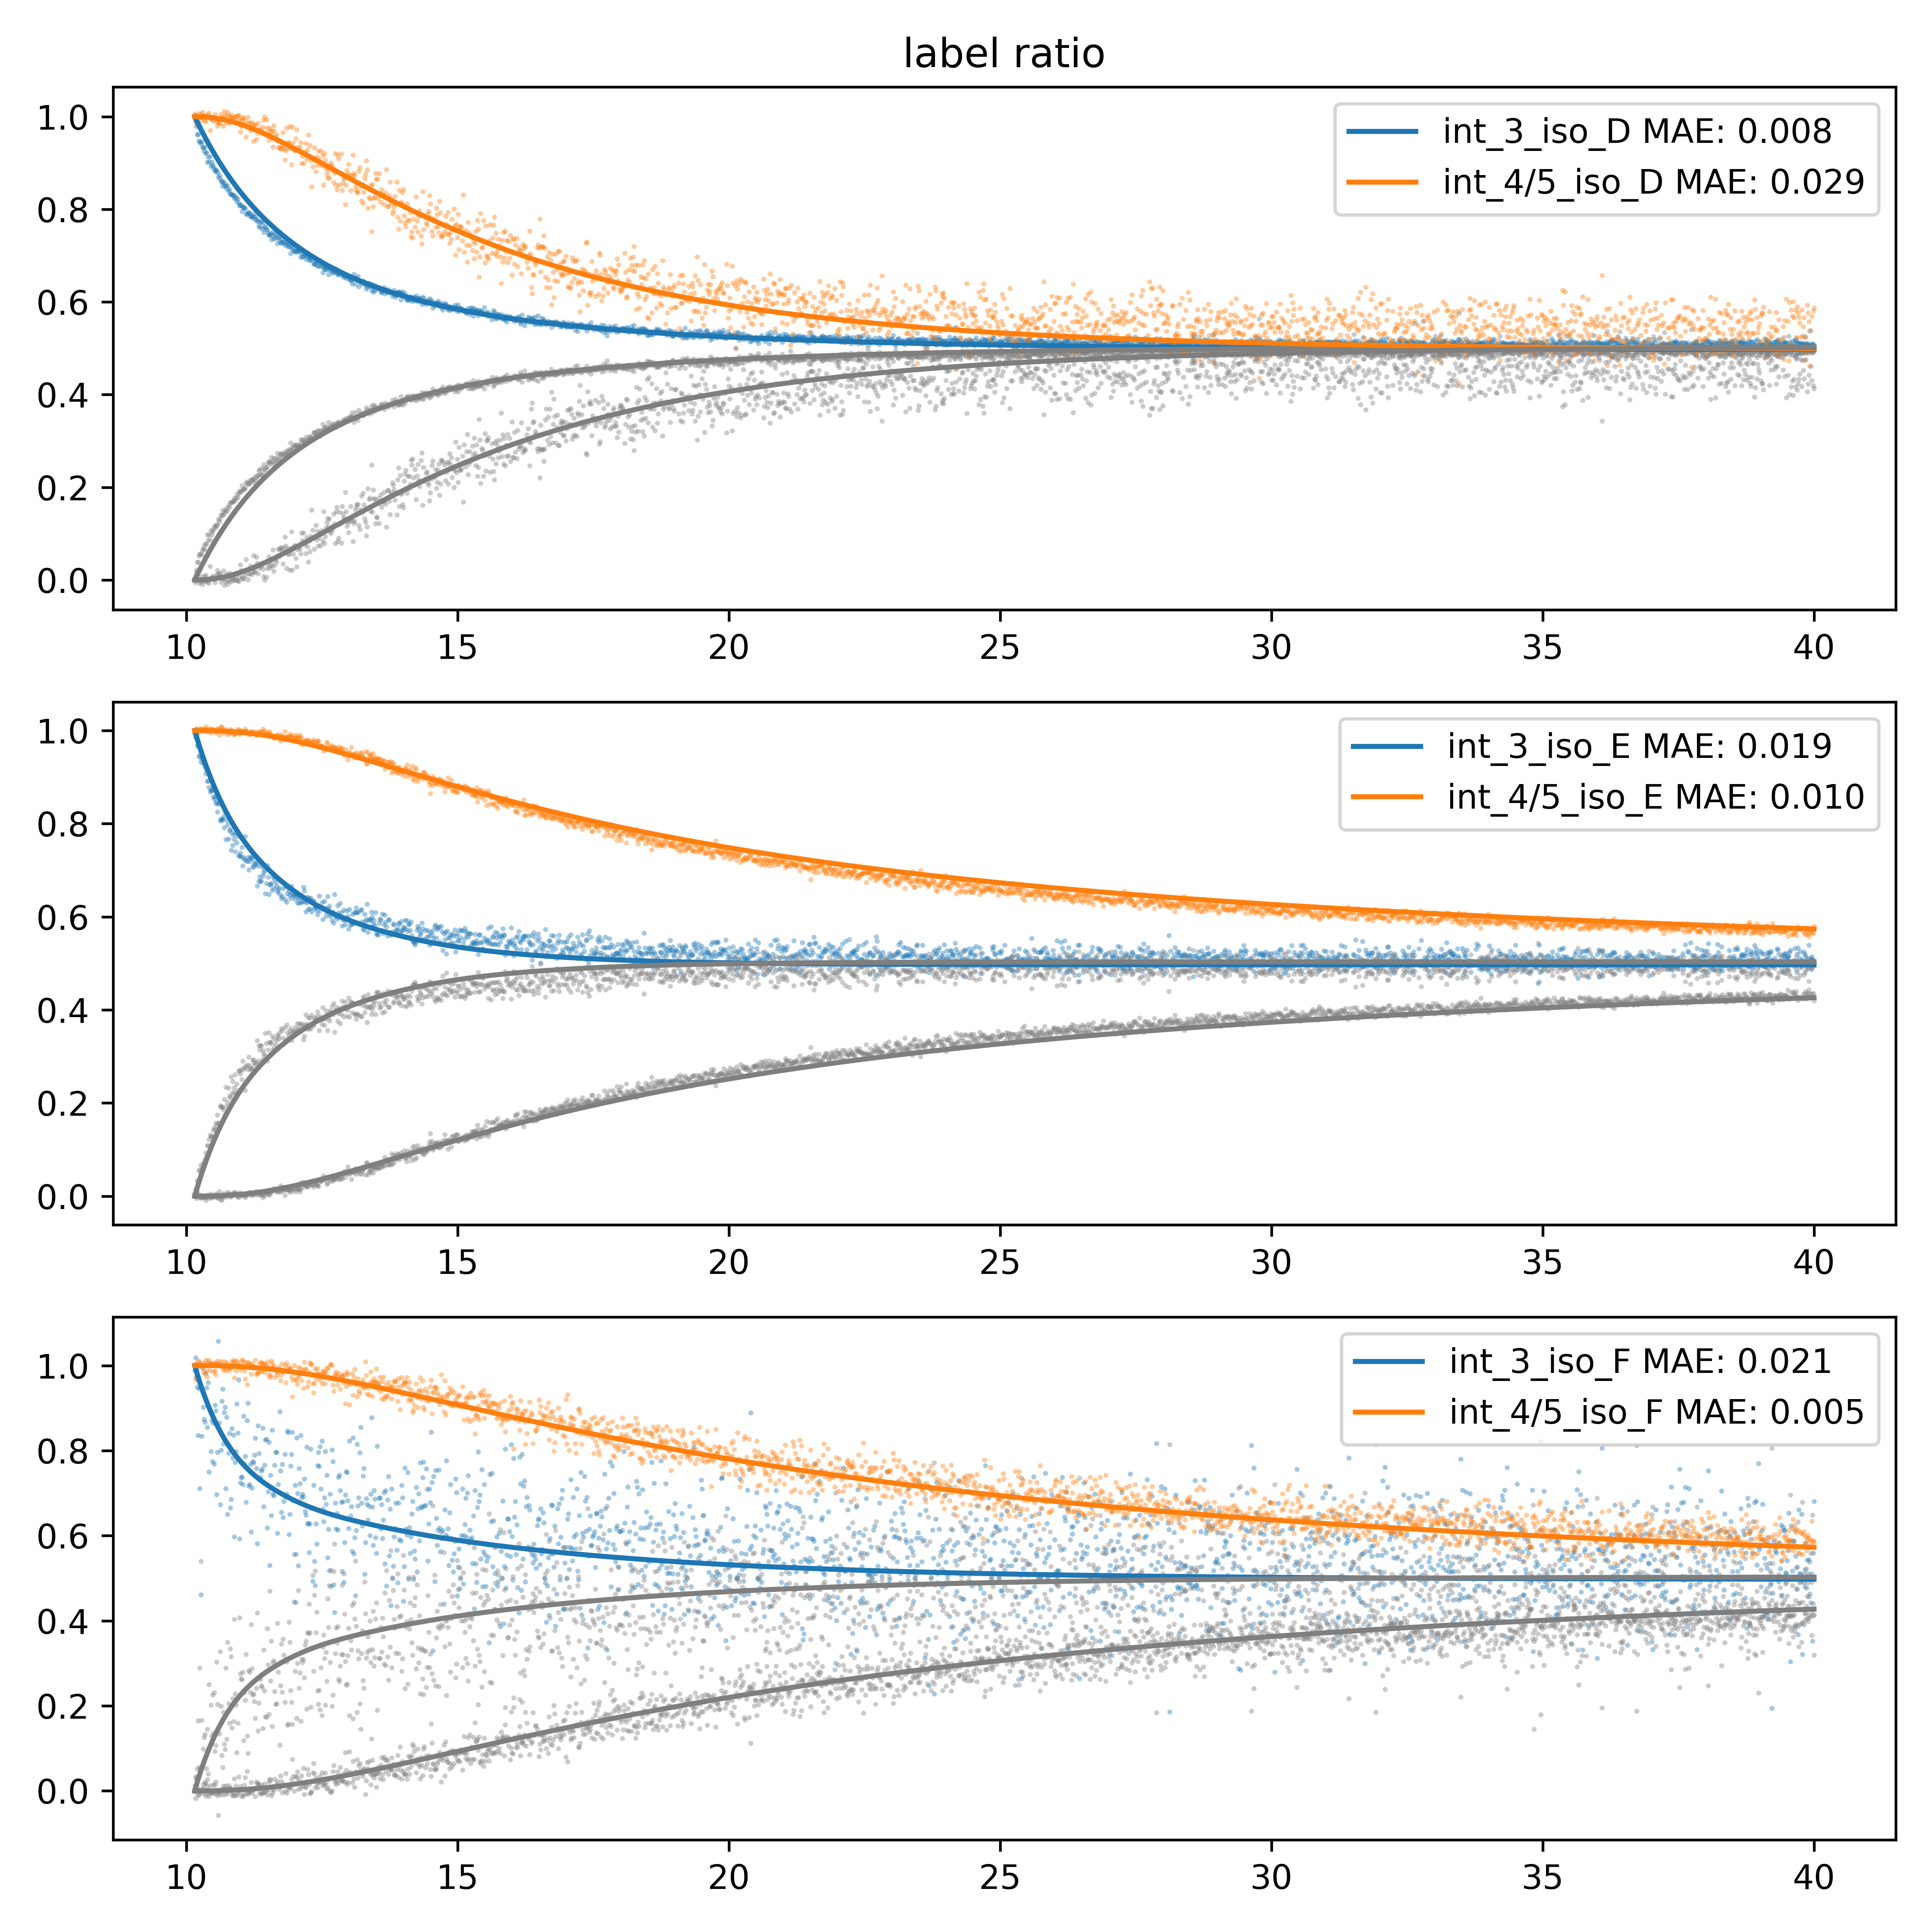 label ratio
1.0
0.8
0.6
0.4
0.2
0.0
int_3_iso_D MAE: 0.008
int_4/5_iso_D MAE: 0.029
10 15 20 25 30 35 40
1.0
0.8
0.6
0.4
0.2
0.0
int_3_iso_E MAE: 0.019
int_4/5_iso_E MAE: 0.010
10 15 20 25 30 35 40
1.0
0.8
0.6
0.4
0.2
0.0
int_3_iso_F MAE: 0.021
int_4/5_iso_F MAE: 0.005
10 15 20 25 30 35 40